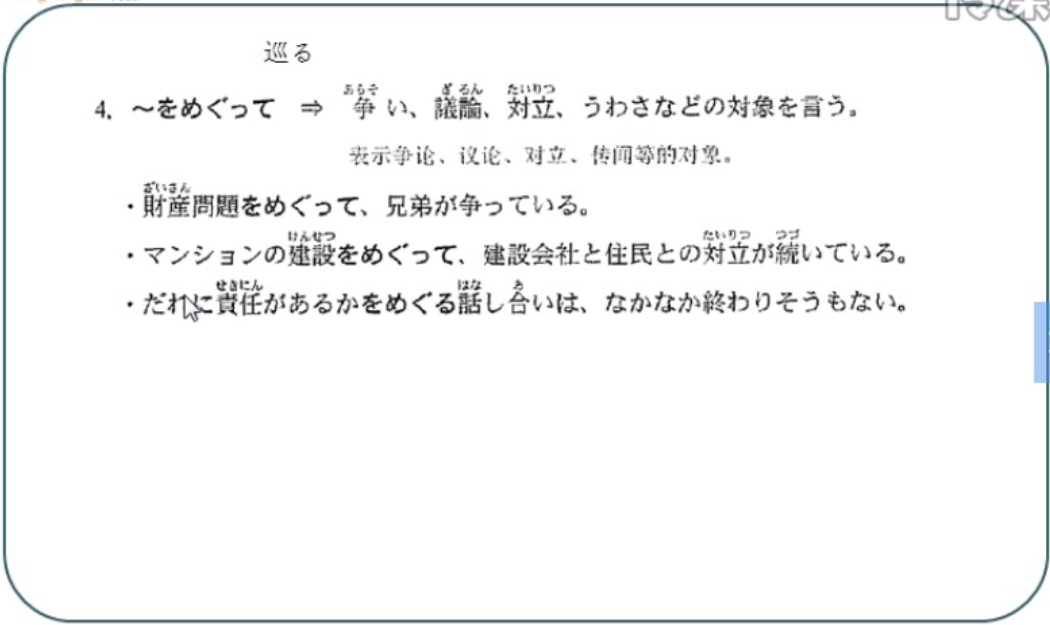 巡る
4. ～をめぐって ⇒ 争い、議論、対立、うわさなどの対象を言う。
表示争论、议论、对立、传闻等的对象。
・財産問題をめぐって、兄弟が争っている。
・マンションの建設をめぐって、建設会社と住民との対立が続いている。
・だれに責任があるかをめぐる話し合いは、なかなか終わりそうもない。